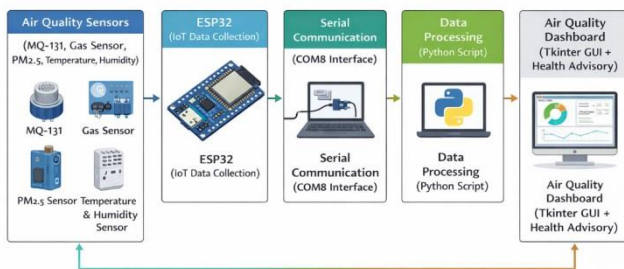 Air Quality Sensors
(MQ-131, Gas Sensor,
PM2.5, Temperature, Humidity)
MQ-131
Gas Sensor
PM2.5 Sensor
Temperature
& Humidity
Sensor
ESP32
(IoT Data Collection)
ESP32
(IoT Data Collection)
Serial
Communication
(COM8 Interface)
Serial
Communication
(COM8 Interface)
Data
Processing
(Python Script)
Data
Processing
(Python Script)
Air Quality
Dashboard
(Tkinter GUI +
Health Advisory)
Air Quality
Dashboard
(Tkinter GUI +
Health Advisory)